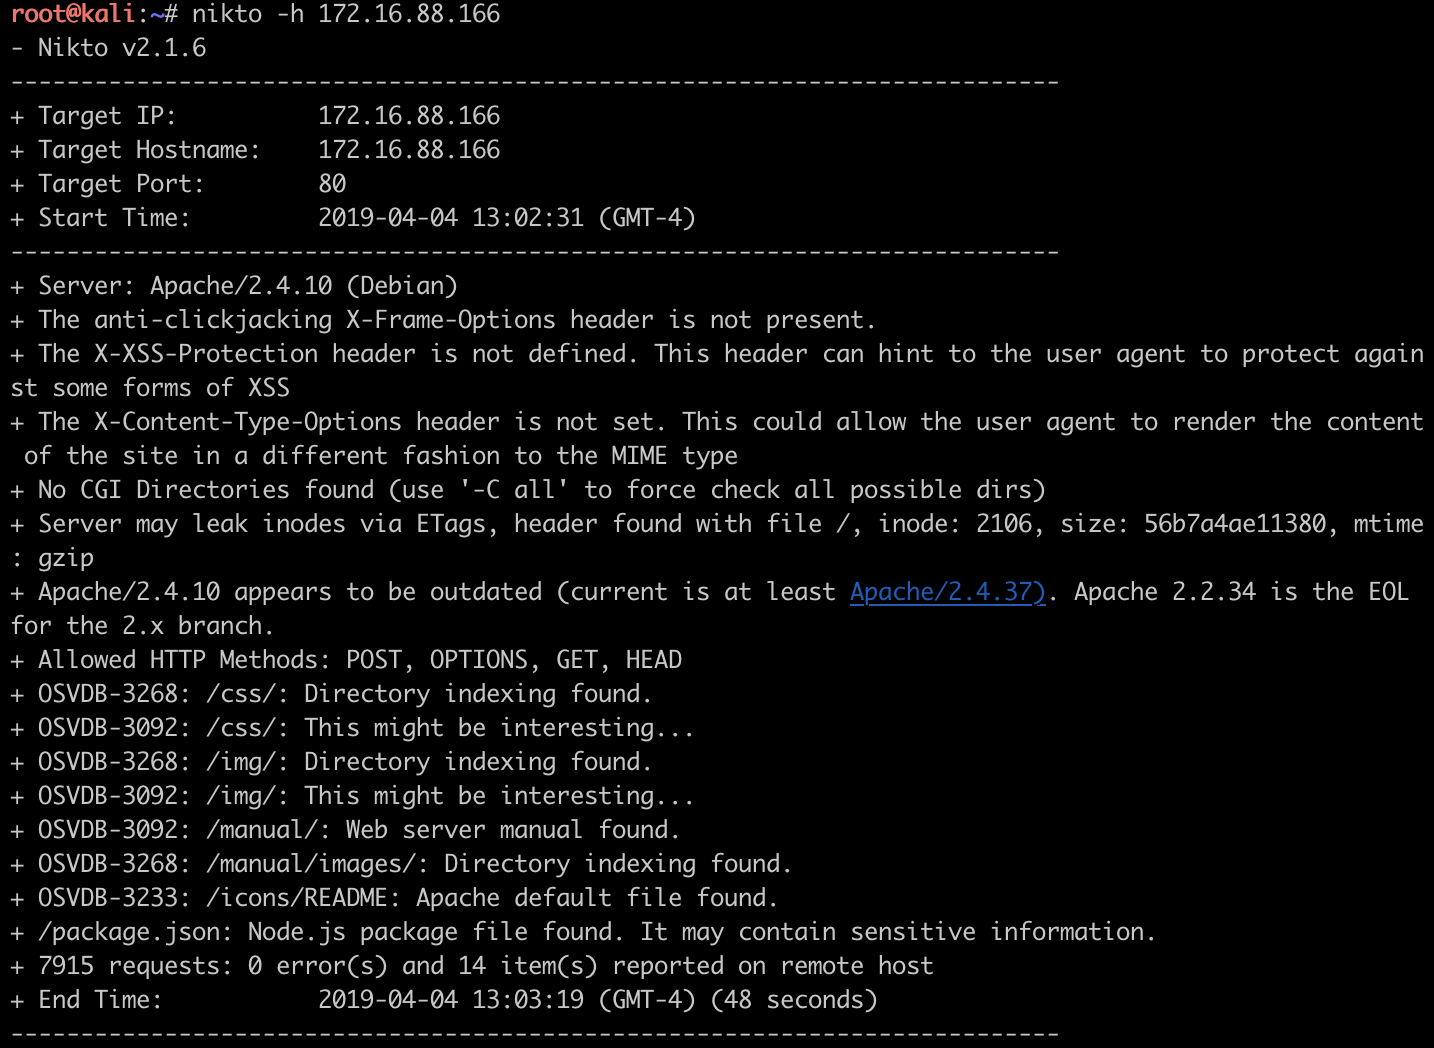 root@kali:~# nikto -h 172.16.88.166
- Nikto v2.1.6
---------------------------------------------------------------------------
+ Target IP:          172.16.88.166
+ Target Hostname:    172.16.88.166
+ Target Port:        80
+ Start Time:         2019-04-04 13:02:31 (GMT-4)
---------------------------------------------------------------------------
+ Server: Apache/2.4.10 (Debian)
+ The anti-clickjacking X-Frame-Options header is not present.
+ The X-XSS-Protection header is not defined. This header can hint to the user agent to protect again
st some forms of XSS
+ The X-Content-Type-Options header is not set. This could allow the user agent to render the content
 of the site in a different fashion to the MIME type
+ No CGI Directories found (use '-C all' to force check all possible dirs)
+ Server may leak inodes via ETags, header found with file /, inode: 2106, size: 56b7a4ae11380, mtime
: gzip
+ Apache/2.4.10 appears to be outdated (current is at least Apache/2.4.37). Apache 2.2.34 is the EOL
for the 2.x branch.
+ Allowed HTTP Methods: POST, OPTIONS, GET, HEAD
+ OSVDB-3268: /css/: Directory indexing found.
+ OSVDB-3092: /css/: This might be interesting...
+ OSVDB-3268: /img/: Directory indexing found.
+ OSVDB-3092: /img/: This might be interesting...
+ OSVDB-3092: /manual/: Web server manual found.
+ OSVDB-3268: /manual/images/: Directory indexing found.
+ OSVDB-3233: /icons/README: Apache default file found.
+ /package.json: Node.js package file found. It may contain sensitive information.
+ 7915 requests: 0 error(s) and 14 item(s) reported on remote host
+ End Time:           2019-04-04 13:03:19 (GMT-4) (48 seconds)
---------------------------------------------------------------------------